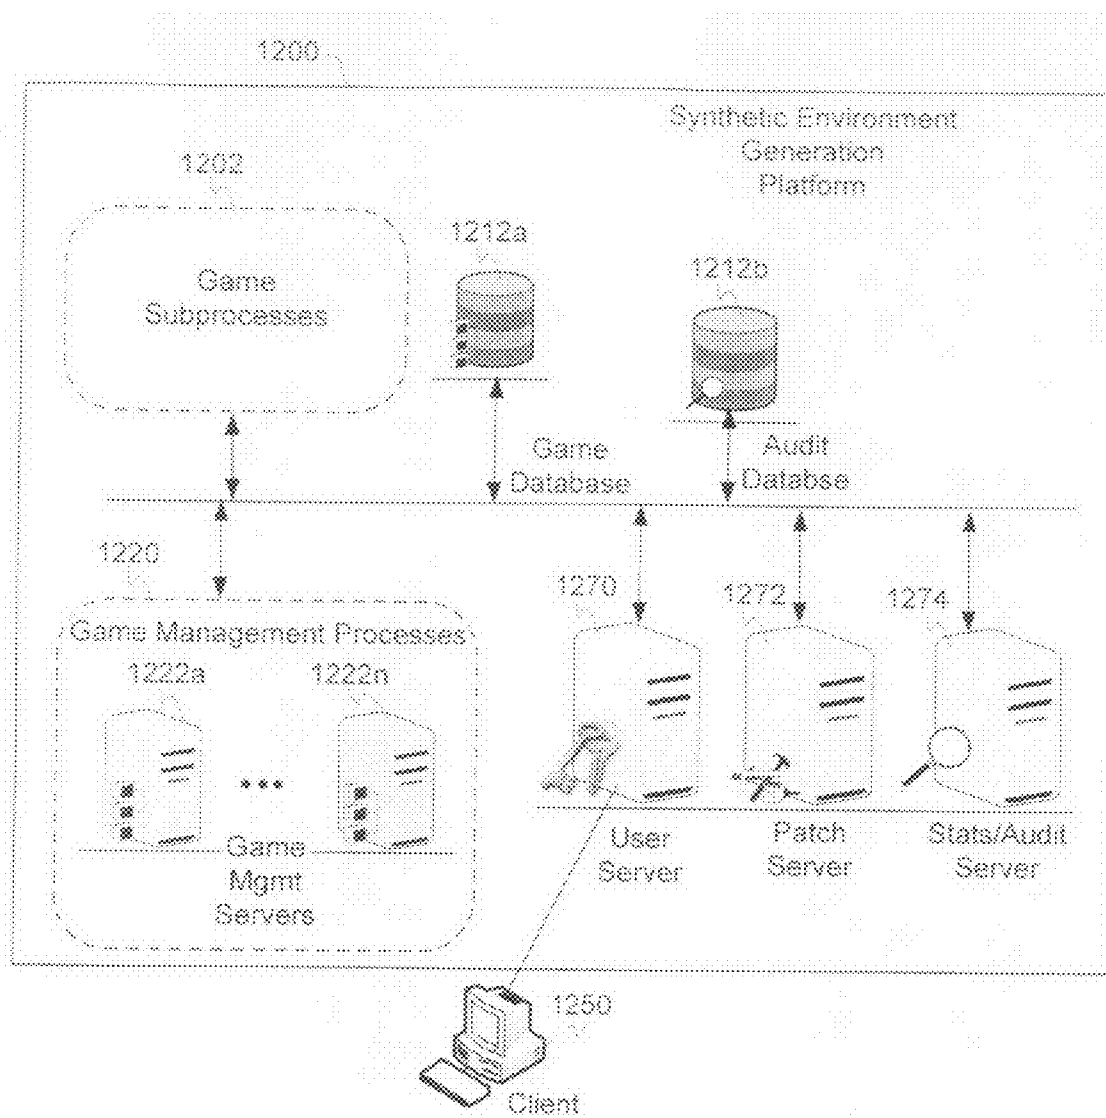 1200
Synthetic Environment
Generation
Platform
1202
Game
Subprocesses
1212a
1212b
Game
Database
Audit
Databse
1220
Game Management Processes
1222a
1222n
...
Game
Mgmt
Servers
1270
1272
1274
User
Server
Patch
Server
Stats/Audit
Server
1250
Client